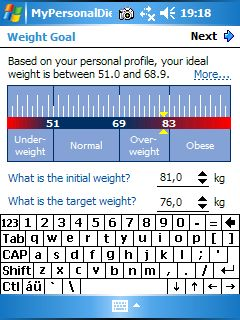 MyPersonalDie 19:18
Weight Goal Next
Based on your personal profile, your ideal
weight is between 51.0 and 68.9. More...
51 69 83
Under-weight Normal Over-weight Obese
What is the initial weight? 81,0 kg
What is the target weight? 76,0 kg
123 1 2 3 4 5 6 7 8 9 0 - =
Tab q w e r t y u i o p [ ]
CAP a s d f g h j k l ; '
Shift z x c v b n m , . /
Ctl áü ` \